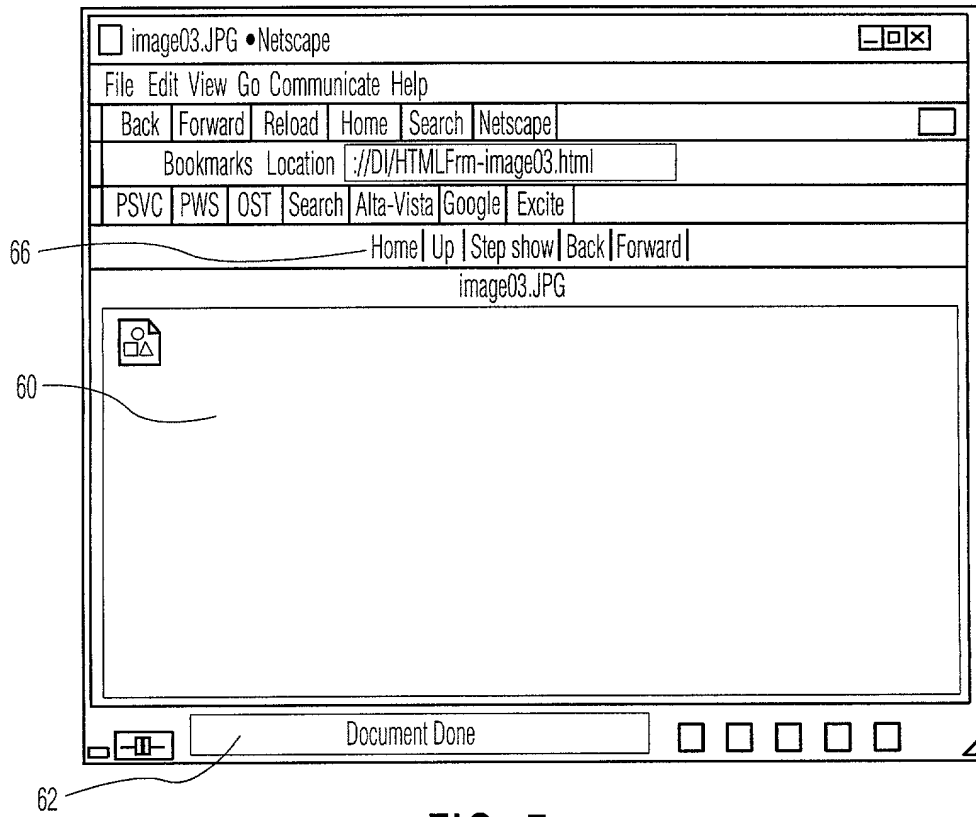 image03.JPG •Netscape
File Edit View Go Communicate Help
Back Forward Reload Home Search Netscape
Bookmarks Location ://DI/HTMLFrm-image03.html
PSVC PWS OST Search Alta-Vista Google Excite
66
Home Up Step show Back Forward
image03.JPG
60
Document Done
62